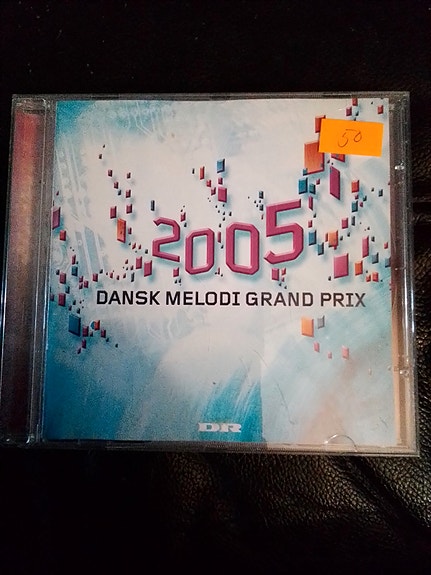 50
2005
DANSK MELODI GRAND PRIX
DR